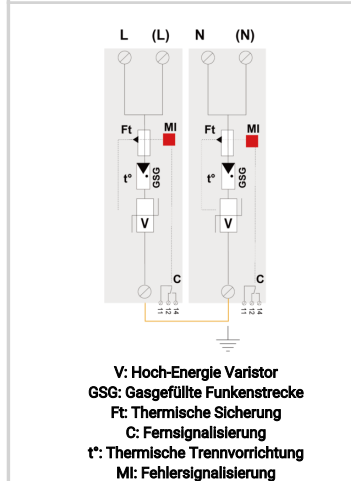 L (L) N (N)
Ft MI Ft MI
t° GSG t° GSG
V V
C C
11 12 14 11 12 14
V: Hoch-Energie Varistor
GSG: Gasgefüllte Funkenstrecke
Ft: Thermische Sicherung
C: Fernsignalisierung
t°: Thermische Trennvorrichtung
MI: Fehlersignalisierung